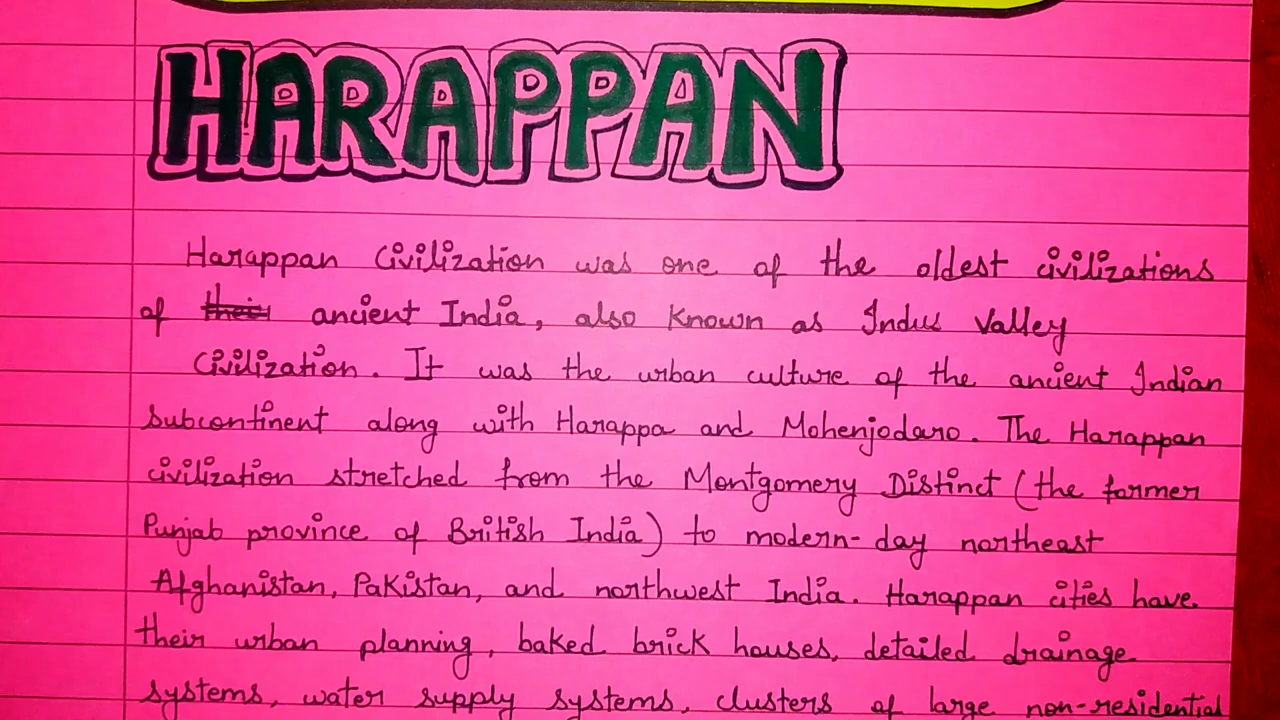 HARAPPAN
Harappan Civilization was one of the oldest civilizations
of their ancient India, also known as Indus Valley
Civilization. It was the urban culture of the ancient Indian
subcontinent along with Harappa and Mohenjodaro. The Harappan
civilization stretched from the Montgomery Distinct (the former
Punjab province of British India) to modern-day northeast
Afghanistan, Pakistan, and northwest India. Harappan cities have
their urban planning, baked brick houses, detailed drainage
systems, water supply systems, clusters of large non-residential